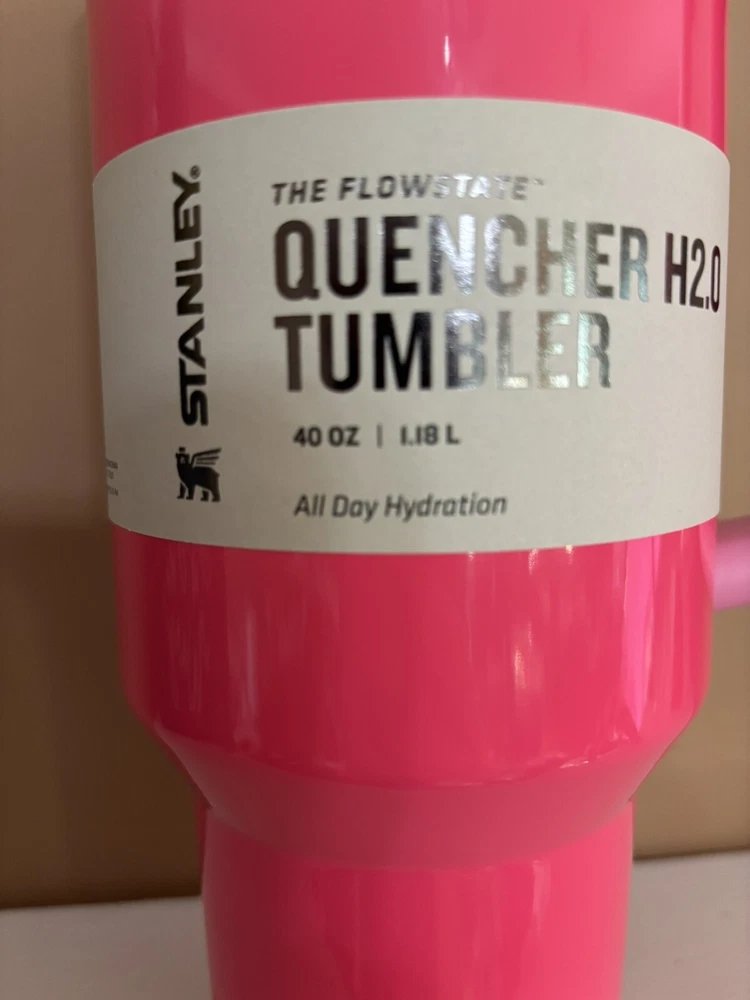 STANLEY®
THE FLOWSTATE™
QUENCHER H2.0
TUMBLER
40 OZ | 1.18 L
All Day Hydration